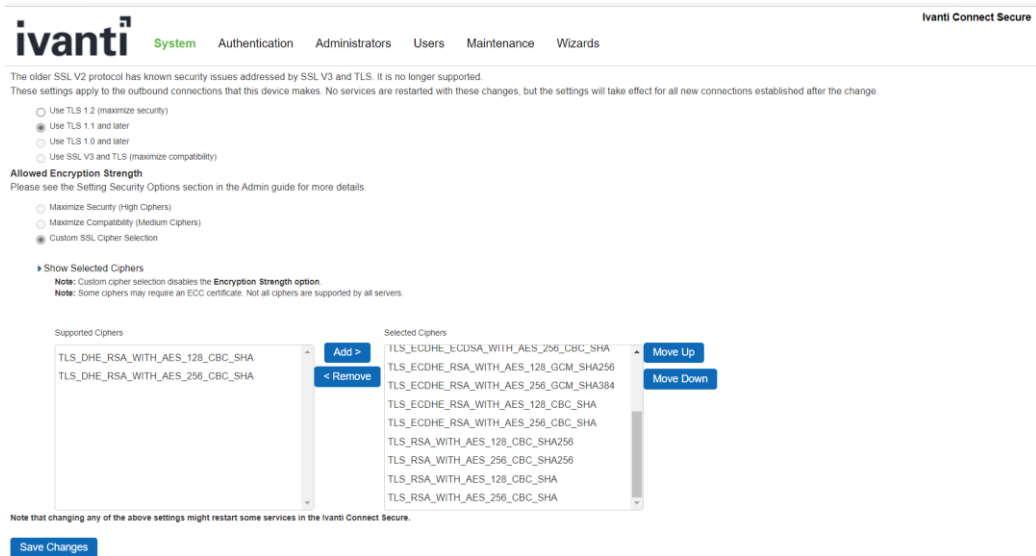 Ivanti Connect Secure
ivanti
System Authentication Administrators Users Maintenance Wizards
The older SSL V2 protocol has known security issues addressed by SSL V3 and TLS. It is no longer supported.
These settings apply to the outbound connections that this device makes. No services are restarted with these changes, but the settings will take effect for all new connections established after the change.
Use TLS 1.2 (maximize security)
Use TLS 1.1 and later
Use TLS 1.0 and later
Use SSL V3 and TLS (maximize compatibility)
Allowed Encryption Strength
Please see the Setting Security Options section in the Admin guide for more details.
Maximize Security (High Ciphers)
Maximize Compatibility (Medium Ciphers)
Custom SSL Cipher Selection
Show Selected Ciphers
Note: Custom cipher selection disables the Encryption Strength option.
Note: Some ciphers may require an ECC certificate. Not all ciphers are supported by all servers.
Supported Ciphers
TLS_DHE_RSA_WITH_AES_128_CBC_SHA
TLS_DHE_RSA_WITH_AES_256_CBC_SHA
Add >
< Remove
Selected Ciphers
TLS_ECDHE_ECDSA_WITH_AES_256_CBC_SHA
TLS_ECDHE_RSA_WITH_AES_128_GCM_SHA256
TLS_ECDHE_RSA_WITH_AES_256_GCM_SHA384
TLS_ECDHE_RSA_WITH_AES_128_CBC_SHA
TLS_ECDHE_RSA_WITH_AES_256_CBC_SHA
TLS_RSA_WITH_AES_128_CBC_SHA256
TLS_RSA_WITH_AES_256_CBC_SHA256
TLS_RSA_WITH_AES_128_CBC_SHA
TLS_RSA_WITH_AES_256_CBC_SHA
Move Up
Move Down
Note that changing any of the above settings might restart some services in the Ivanti Connect Secure.
Save Changes